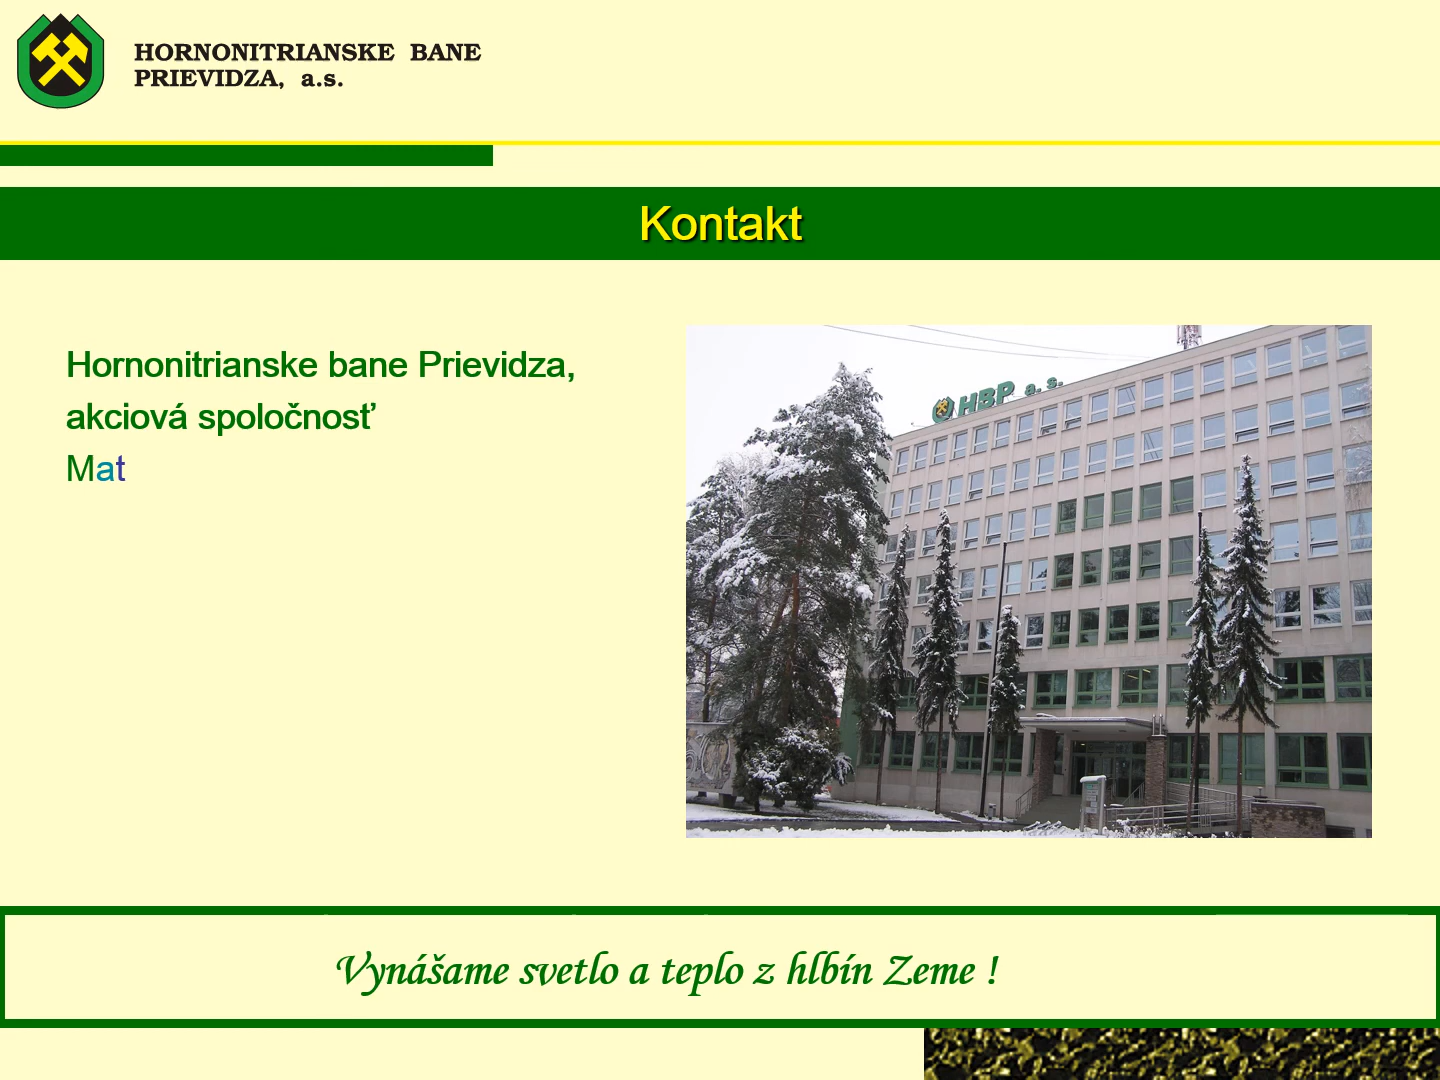 HORNONITRIANSKE BANE
PRIEVIDZA, a.s.
Kontakt
Hornonitrianske bane Prievidza,
akciová spoločnosť
Mat
HBP a. s.
Vynášame svetlo a teplo z hlbín Zeme !